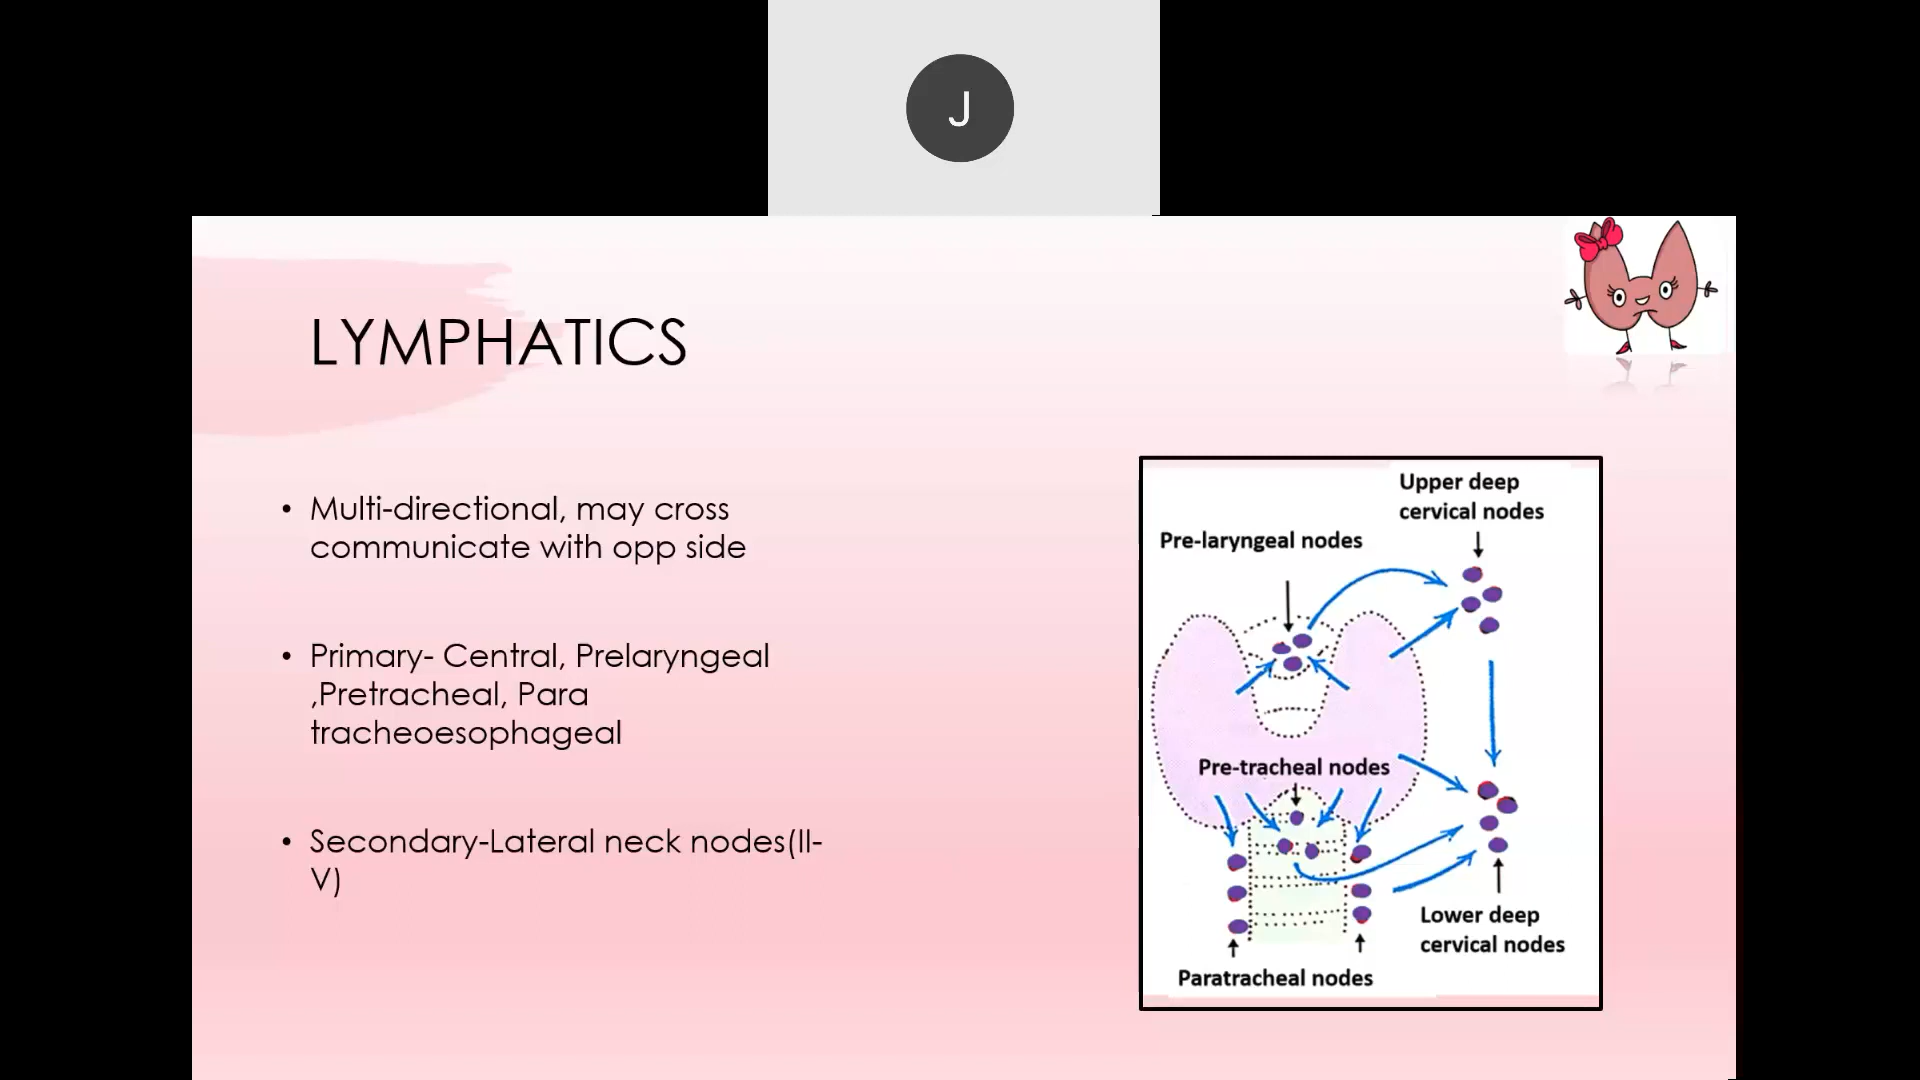 J
LYMPHATICS
• Multi-directional, may cross
communicate with opp side
• Primary- Central, Prelaryngeal
,Pretracheal, Para
tracheoesophageal
• Secondary-Lateral neck nodes(II-
V)
Upper deep
cervical nodes
Pre-laryngeal nodes
Pre-tracheal nodes
Lower deep
cervical nodes
Paratracheal nodes